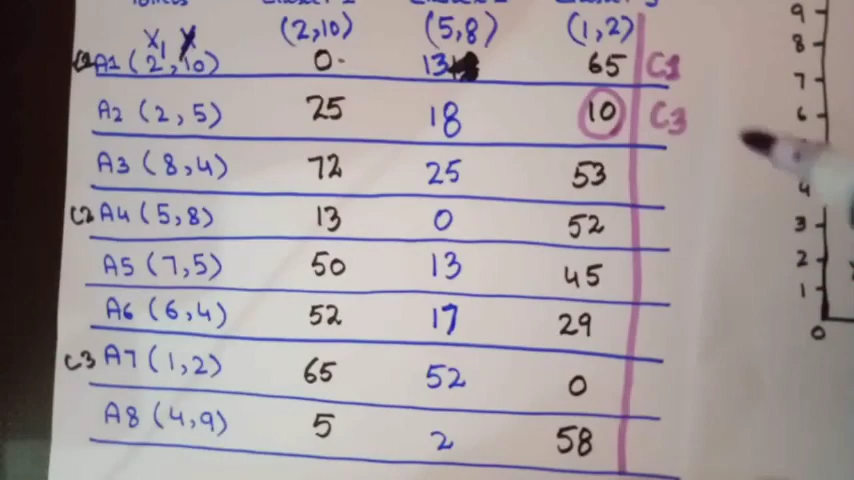 (2,10) (5,8) (1,2)
X, Y
A1 (2,10) 0 13 65 C1
A2 (2,5) 25 18 10 C3
A3 (8,4) 72 25 53
C2 A4 (5,8) 13 0 52
A5 (7,5) 50 13 45
A6 (6,4) 52 17 29
C3 A7 (1,2) 65 52 0
A8 (4,9) 5 2 58
9
8
7
6
4
3
2
1
0